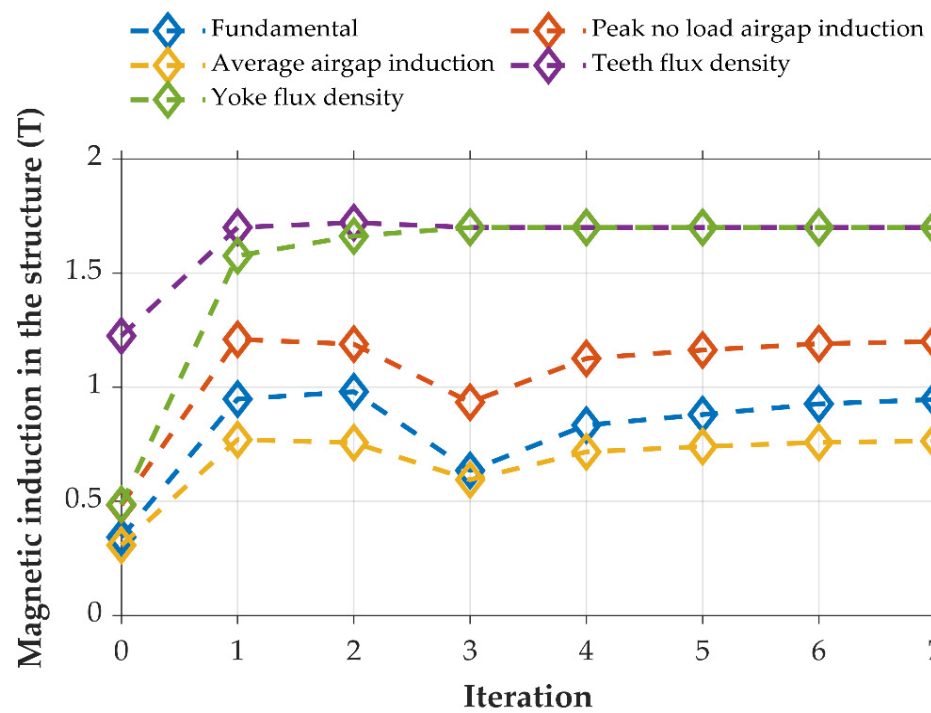 Fundamental
Peak no load airgap induction
Average airgap induction
Teeth flux density
Yoke flux density
Magnetic induction in the structure (T)
2
1.5
1
0.5
0
0 1 2 3 4 5 6
Iteration